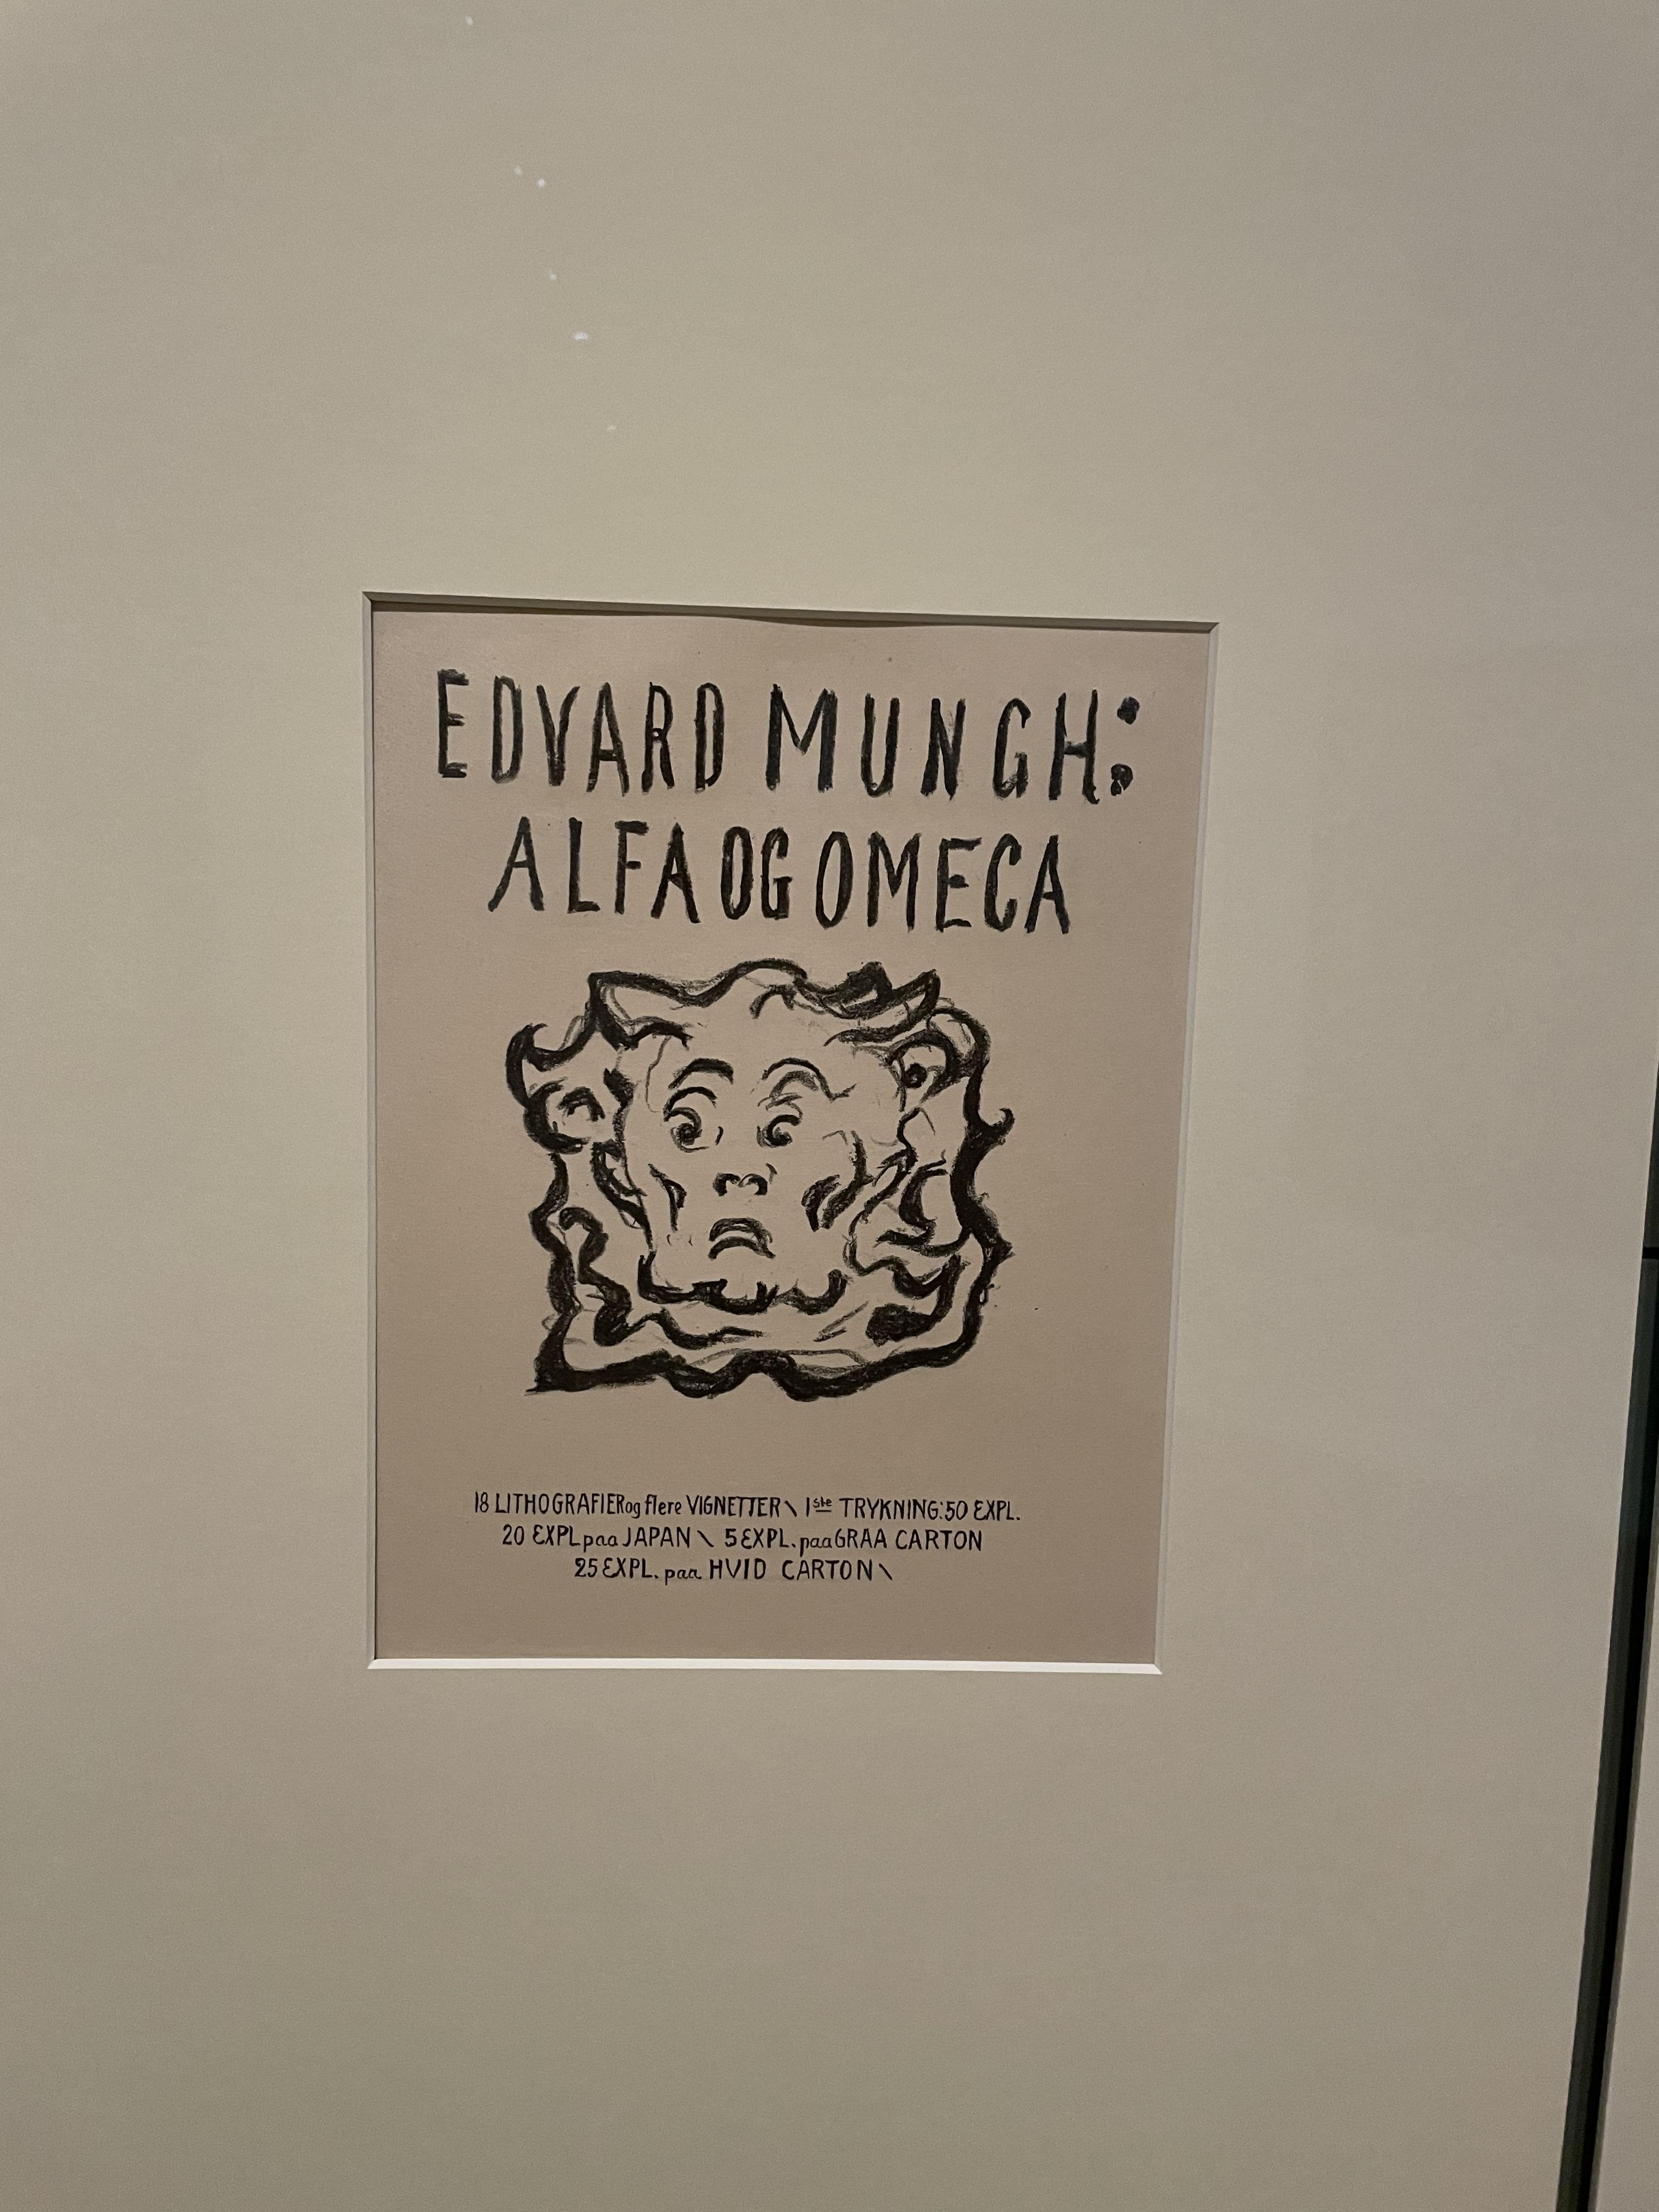 EDVARD MUNGH:
ALFA OG OMECA
18 LITHOGRAFIER og flere VIGNETTER \ 1ste TRYKNING: 50 EXPL.
20 EXPL paa JAPAN \ 5 EXPL. paa GRAA CARTON
25 EXPL. paa HVID CARTON \